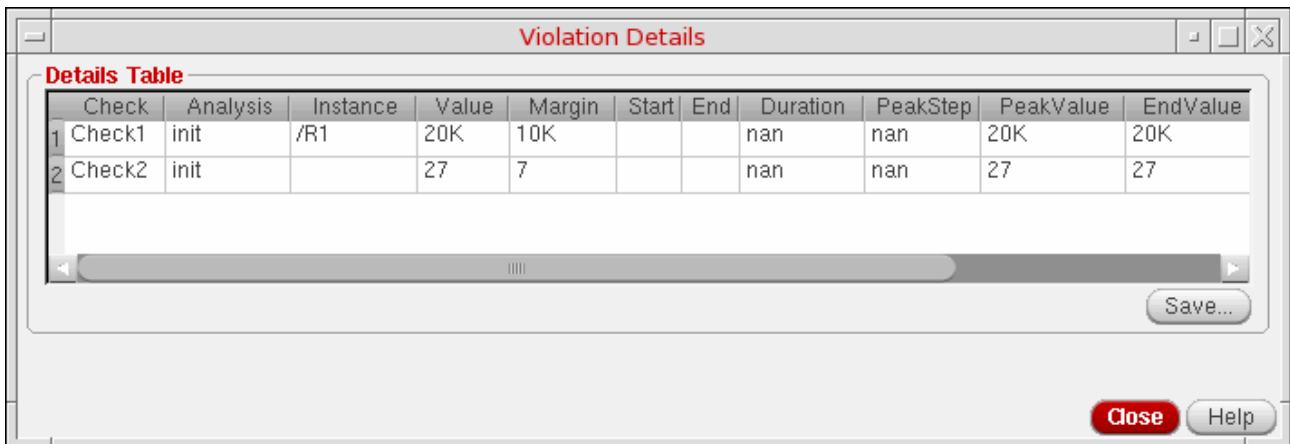 Violation Details
Details Table
Check Analysis Instance Value Margin Start End Duration PeakStep PeakValue EndValue
1 Check1 init /R1 20K 10K nan nan 20K 20K
2 Check2 init 27 7 nan nan 27 27
Save...
Close Help